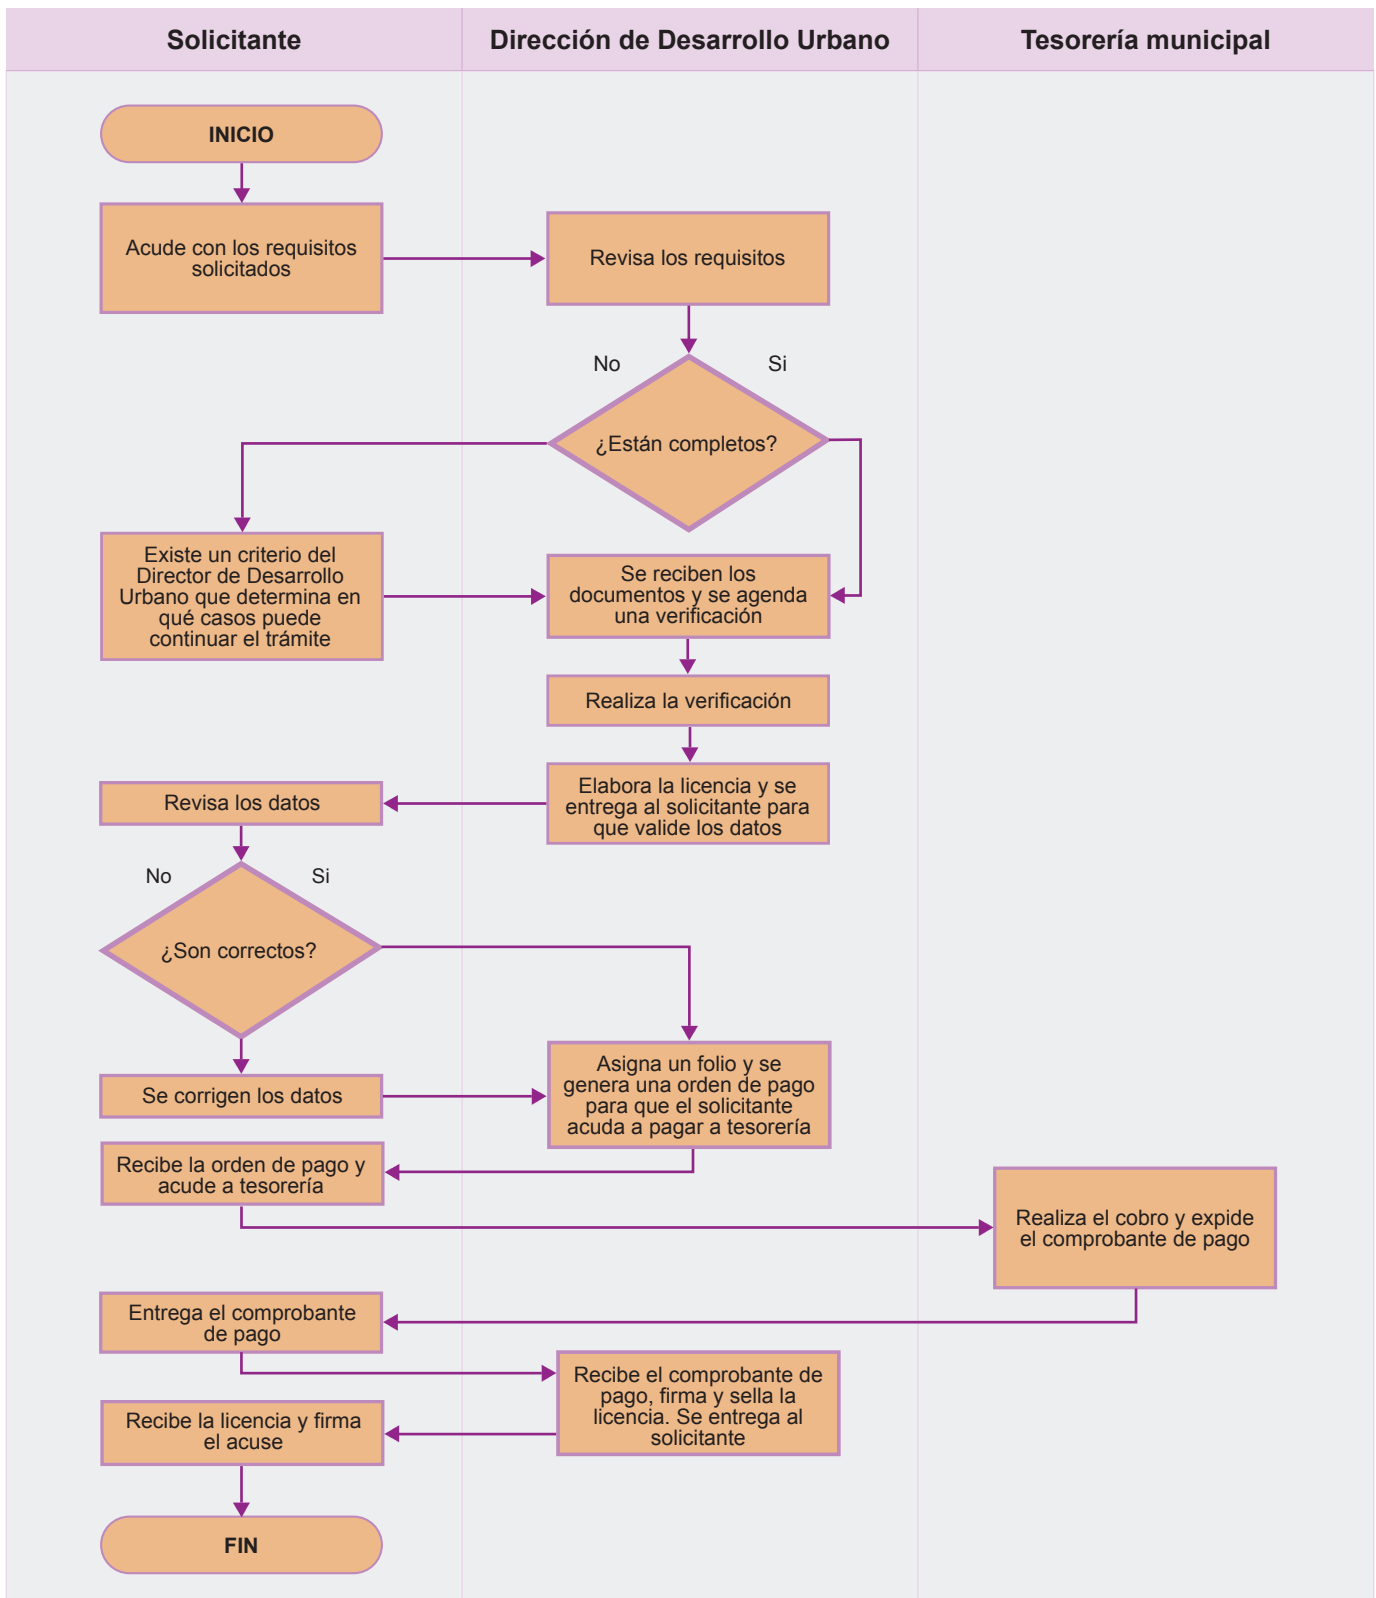 Solicitante
Dirección de Desarrollo Urbano
Tesorería municipal
INICIO
Acude con los requisitos
solicitados
Revisa los requisitos
No
Si
¿Están completos?
Existe un criterio del
Director de Desarrollo
Urbano que determina en
qué casos puede
continuar el trámite
Se reciben los
documentos y se agenda
una verificación
Realiza la verificación
Elabora la licencia y se
entrega al solicitante para
que valide los datos
Revisa los datos
No
Si
¿Son correctos?
Se corrigen los datos
Asigna un folio y se
genera una orden de pago
para que el solicitante
acuda a pagar a tesorería
Recibe la orden de pago y
acude a tesorería
Realiza el cobro y expide
el comprobante de pago
Entrega el comprobante
de pago
Recibe el comprobante de
pago, firma y sella la
licencia. Se entrega al
solicitante
Recibe la licencia y firma
el acuse
FIN